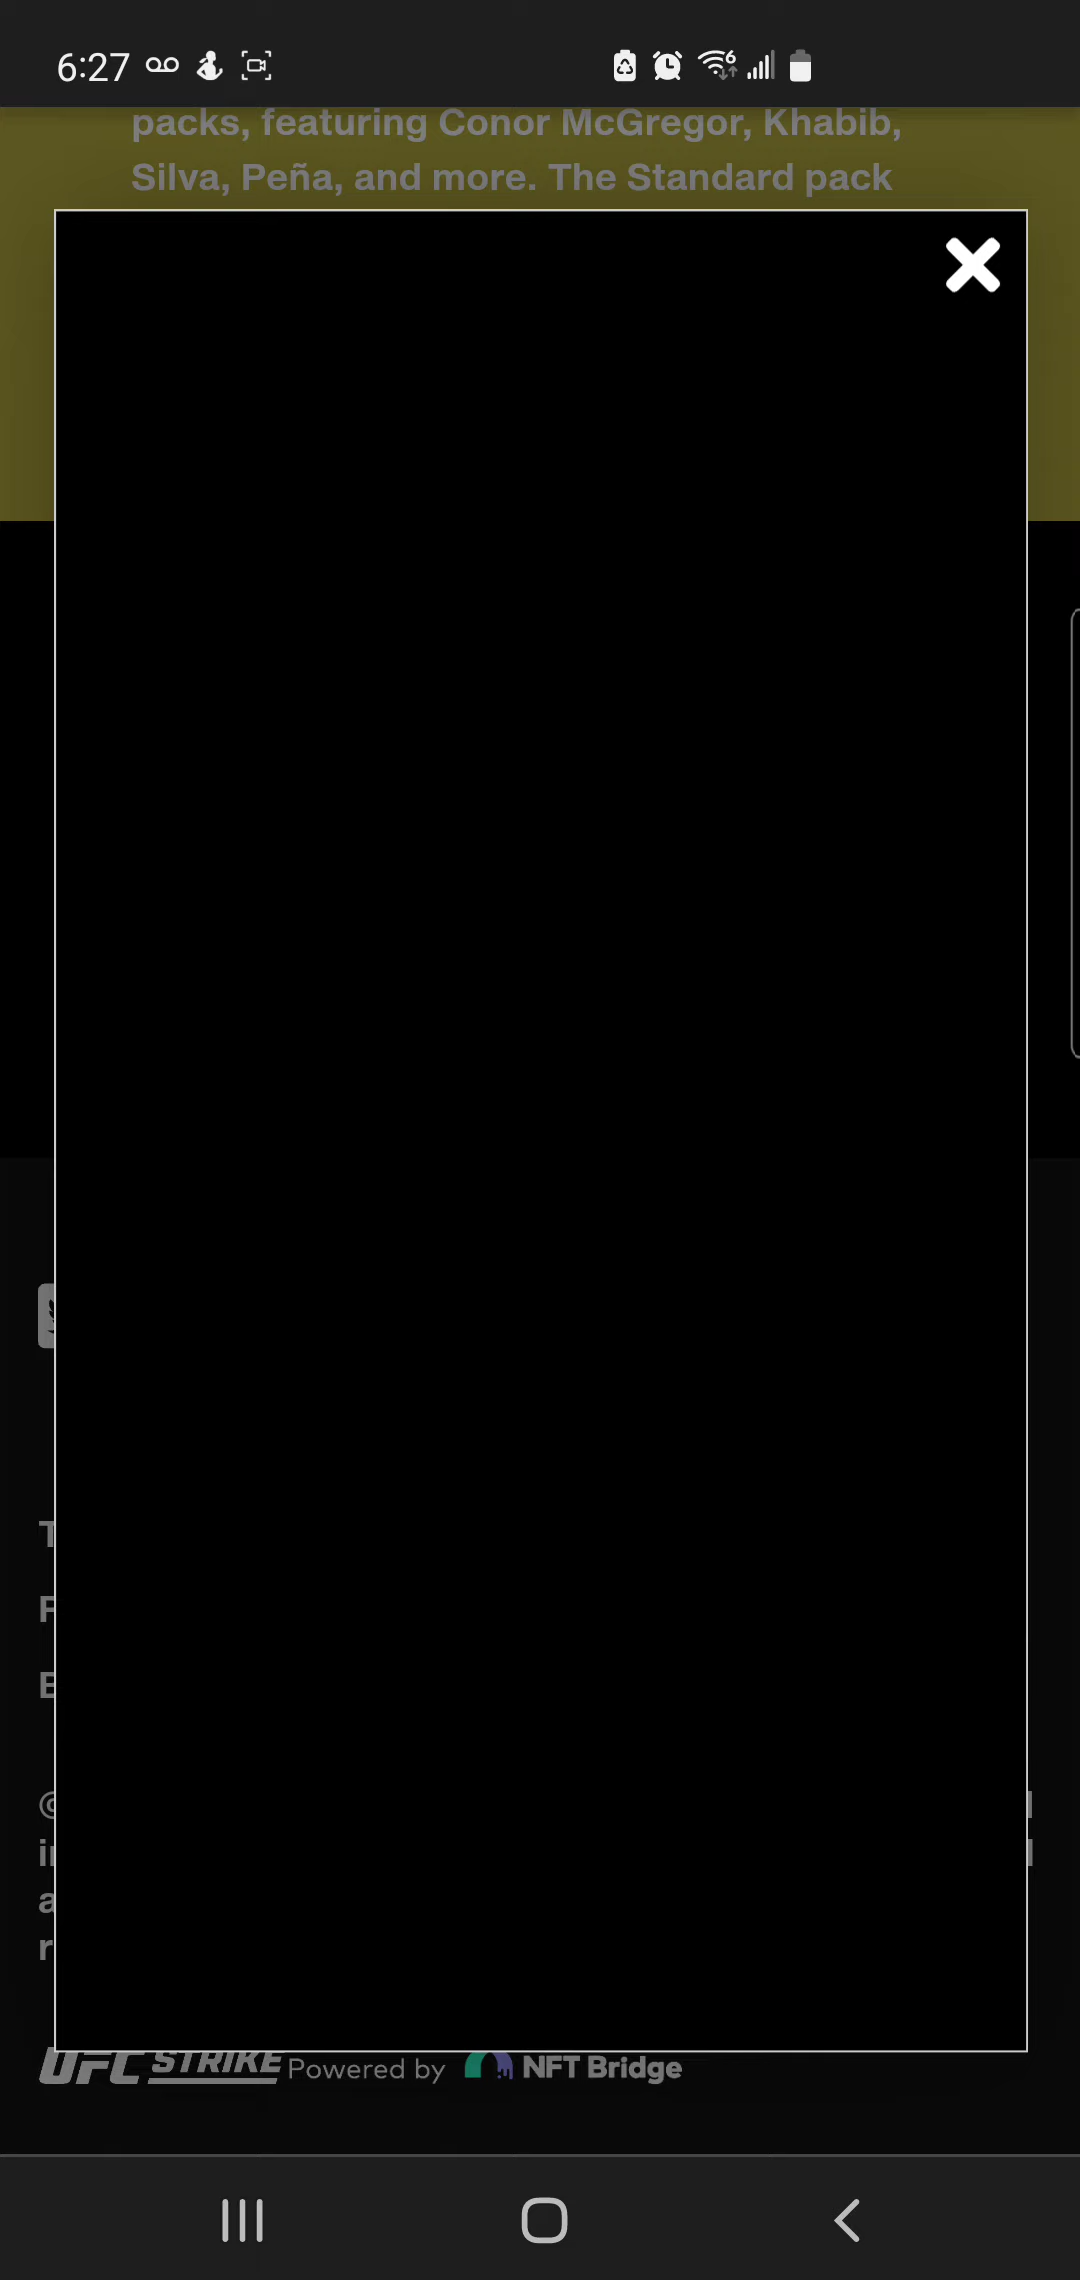 6:27
packs, featuring Conor McGregor, Khabib,
Silva, Peña, and more. The Standard pack
UFC STRIKE Powered by NFT Bridge